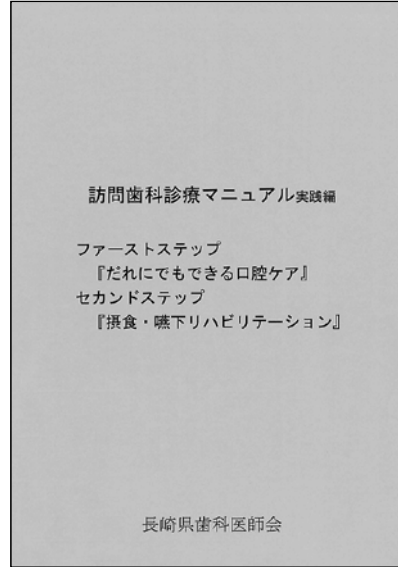 訪問歯科診療マニュアル実践編
ファーストステップ
『だれにでもできる口腔ケア』
セカンドステップ
『摂食・嚥下リハビリテーション』
長崎県歯科医師会